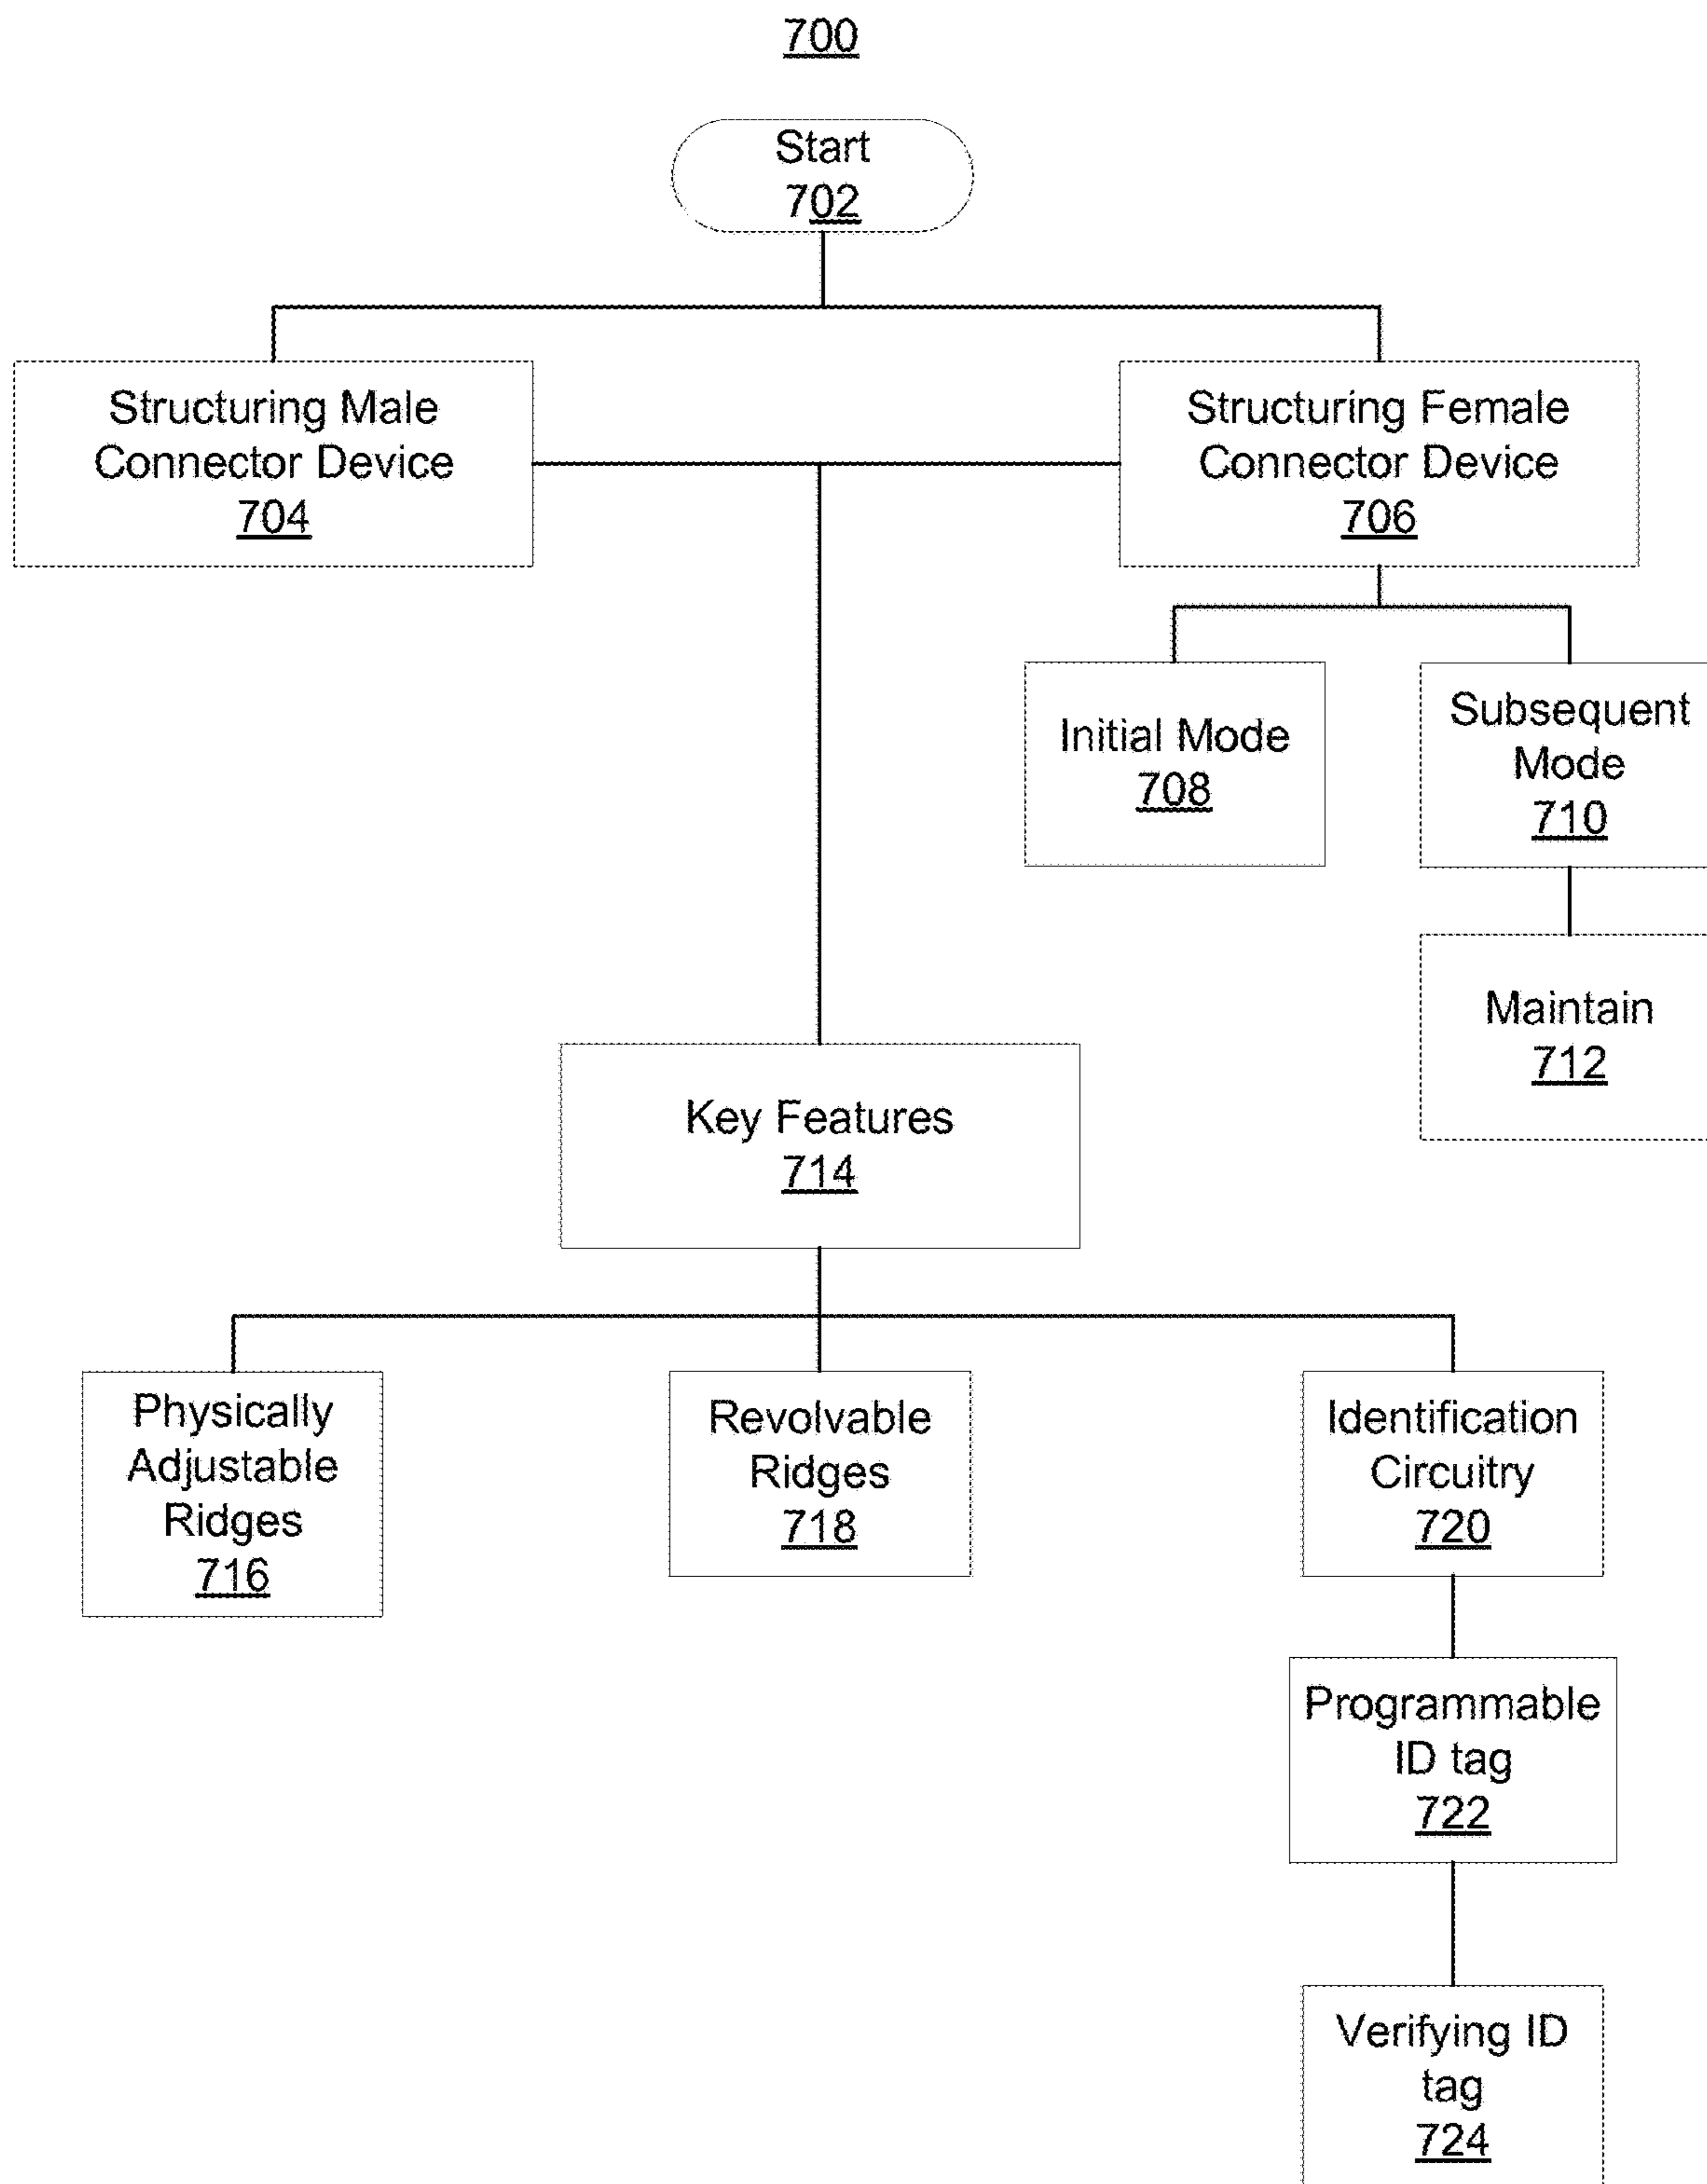 700
Start
702
Structuring Male
Connector Device
704
Structuring Female
Connector Device
706
Initial Mode
708
Subsequent
Mode
710
Maintain
712
Key Features
714
Physically
Adjustable
Ridges
716
Revolvable
Ridges
718
Identification
Circuitry
720
Programmable
ID tag
722
Verifying ID
tag
724